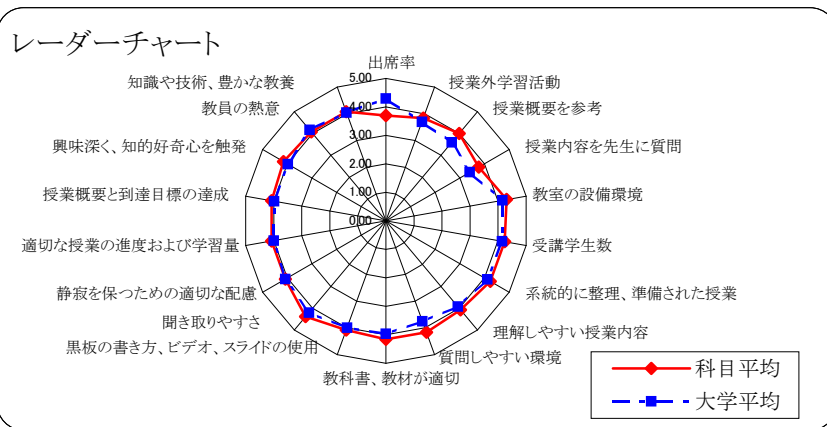 レーダーチャート
出席率
授業外学習活動
授業概要を参考
授業内容を先生に質問
教室の設備環境
受講学生数
系統的に整理、準備された授業
理解しやすい授業内容
質問しやすい環境
教科書、教材が適切
黒板の書き方、ビデオ、スライドの使用
聞き取りやすさ
静寂を保つための適切な配慮
適切な授業の進度および学習量
授業概要と到達目標の達成
興味深く、知的好奇心を触発
教員の熱意
知識や技術、豊かな教養
5.00
4.00
3.00
2.00
1.00
0.00
科目平均
大学平均